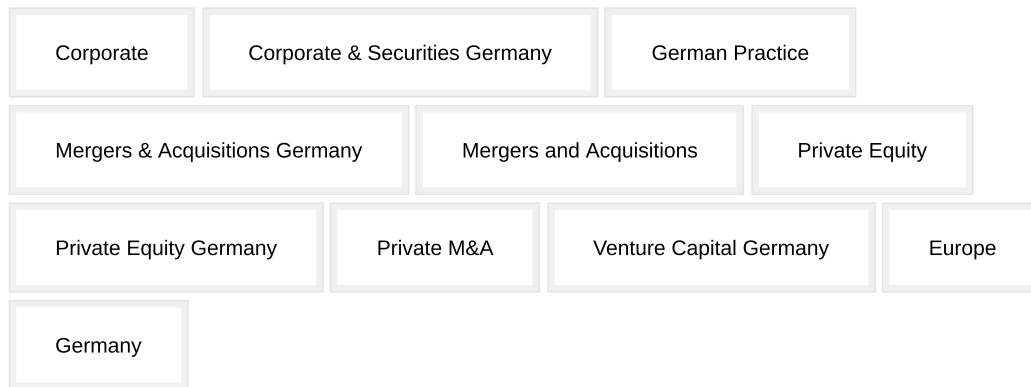 Corporate Corporate & Securities Germany German Practice
Mergers & Acquisitions Germany Mergers and Acquisitions Private Equity
Private Equity Germany Private M&A Venture Capital Germany Europe
Germany